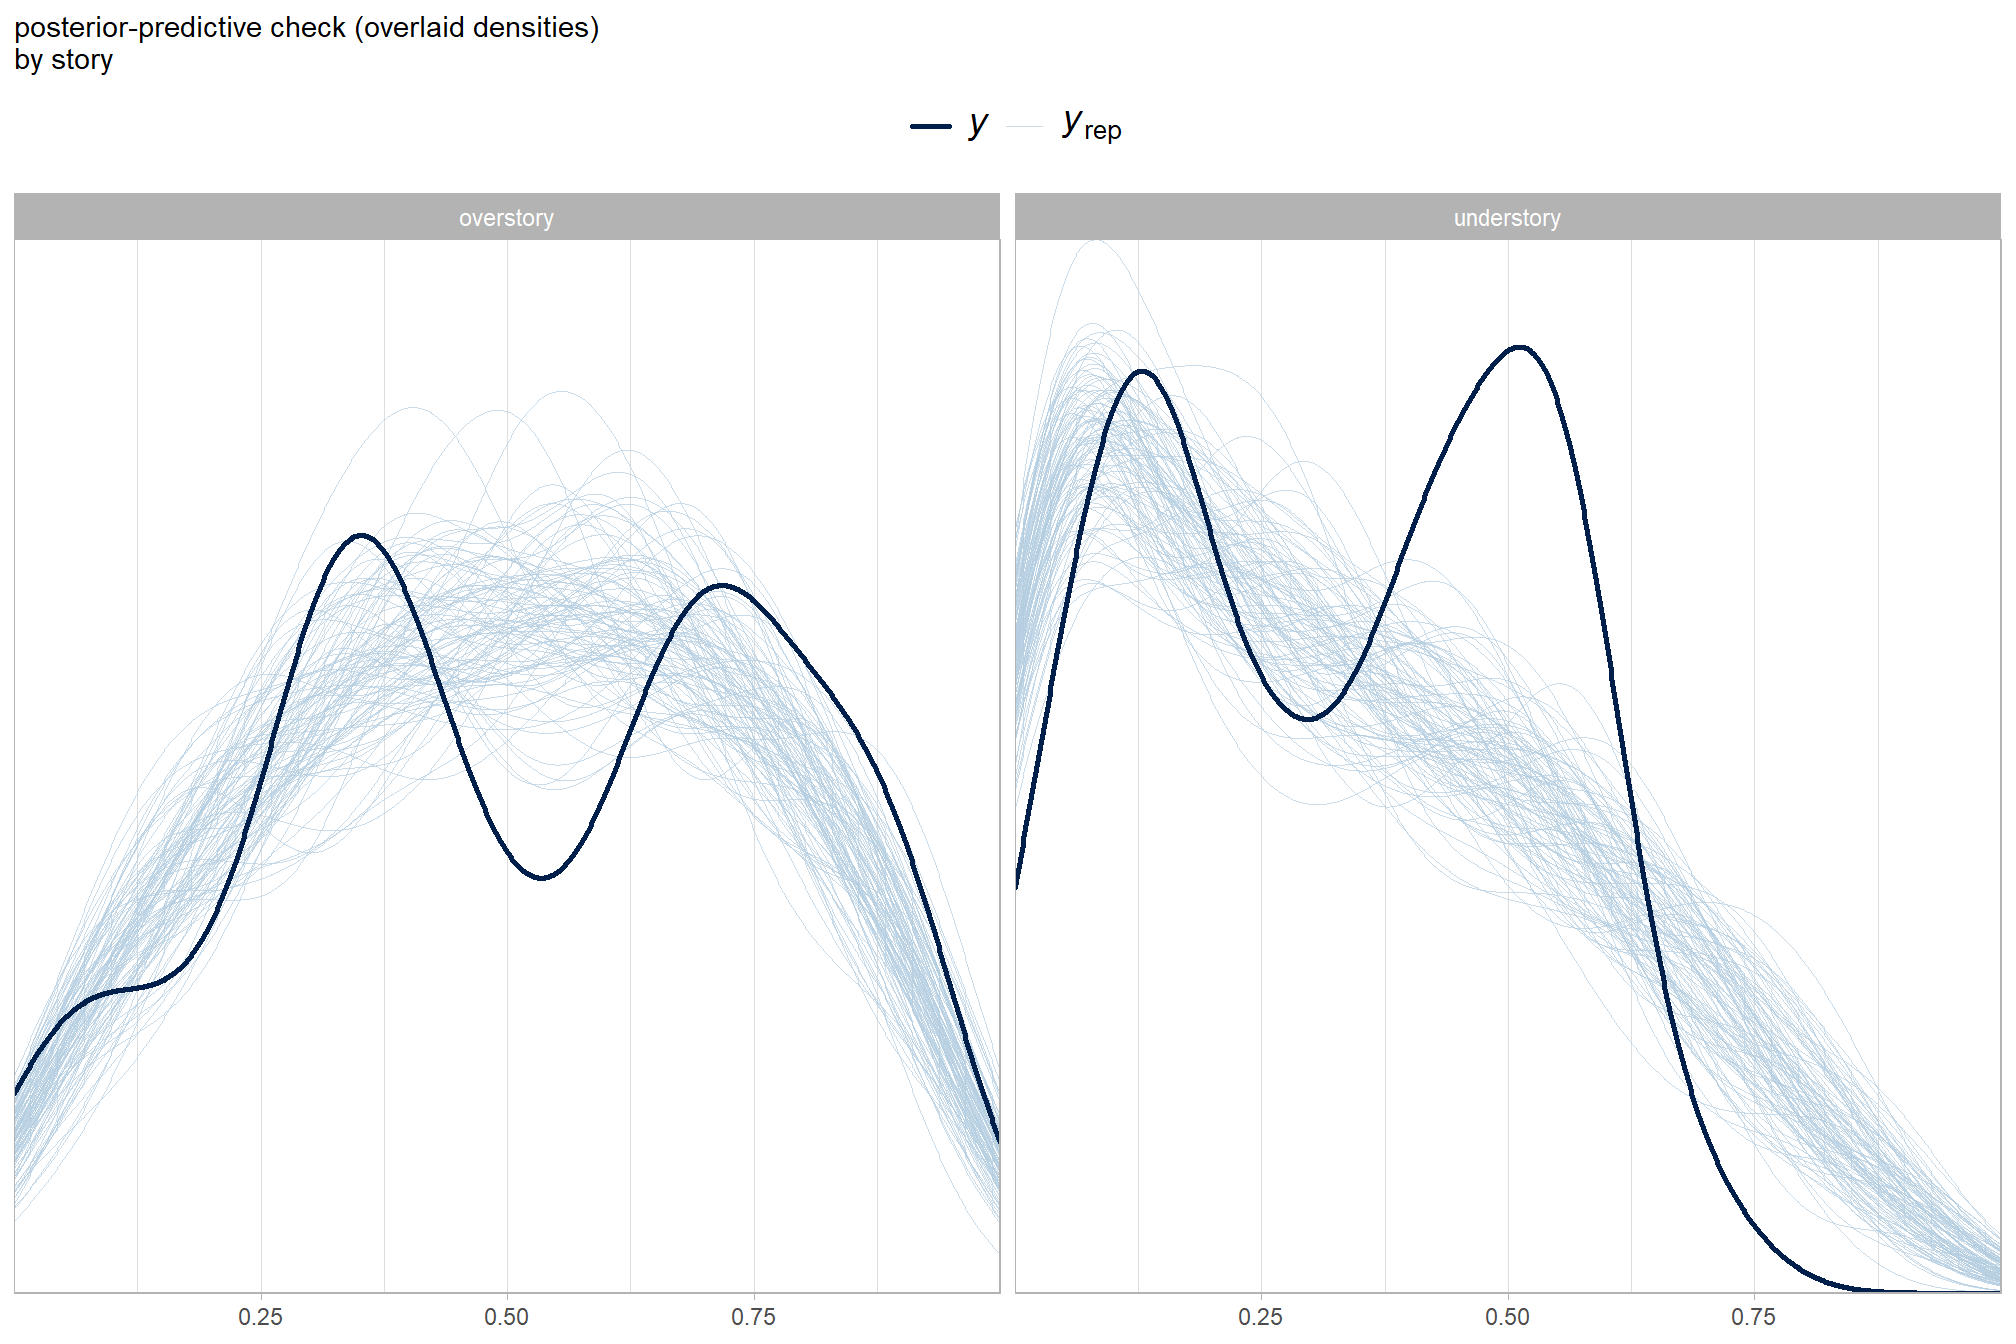 posterior-predictive check (overlaid densities)
by story
y y rep
overstory understory
0.25 0.50 0.75 0.25 0.50 0.75